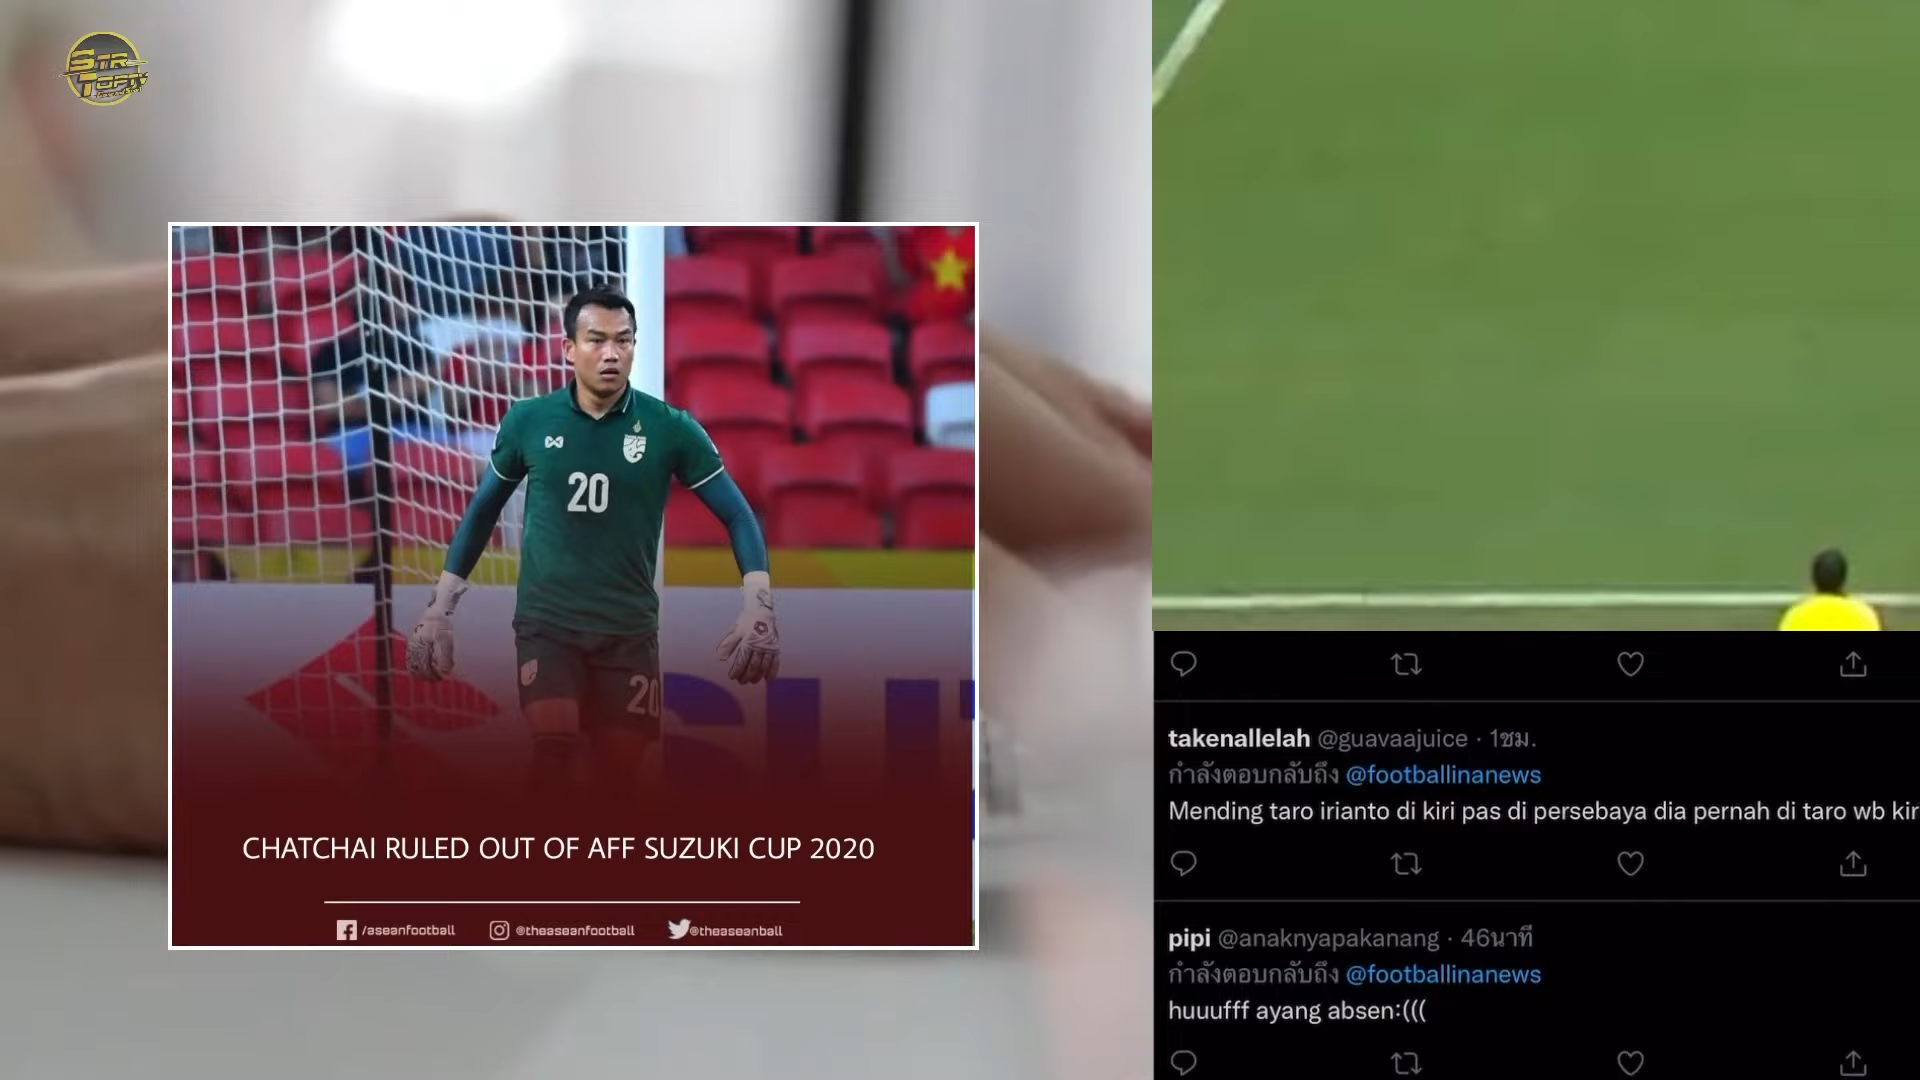 STR
TOPTV
20
20
SU
CHATCHAI RULED OUT OF AFF SUZUKI CUP 2020
/aseanfootball @theaseanfootball @theaseanball
takenallelah @guavaajuice · 1ชม.
กำลังตอบกลับถึง @footballinanews
Mending taro irianto di kiri pas di persebaya dia pernah di taro wb kir
pipi @anaknyapakanang · 46นาที
กำลังตอบกลับถึง @footballinanews
huuufff ayang absen:(((